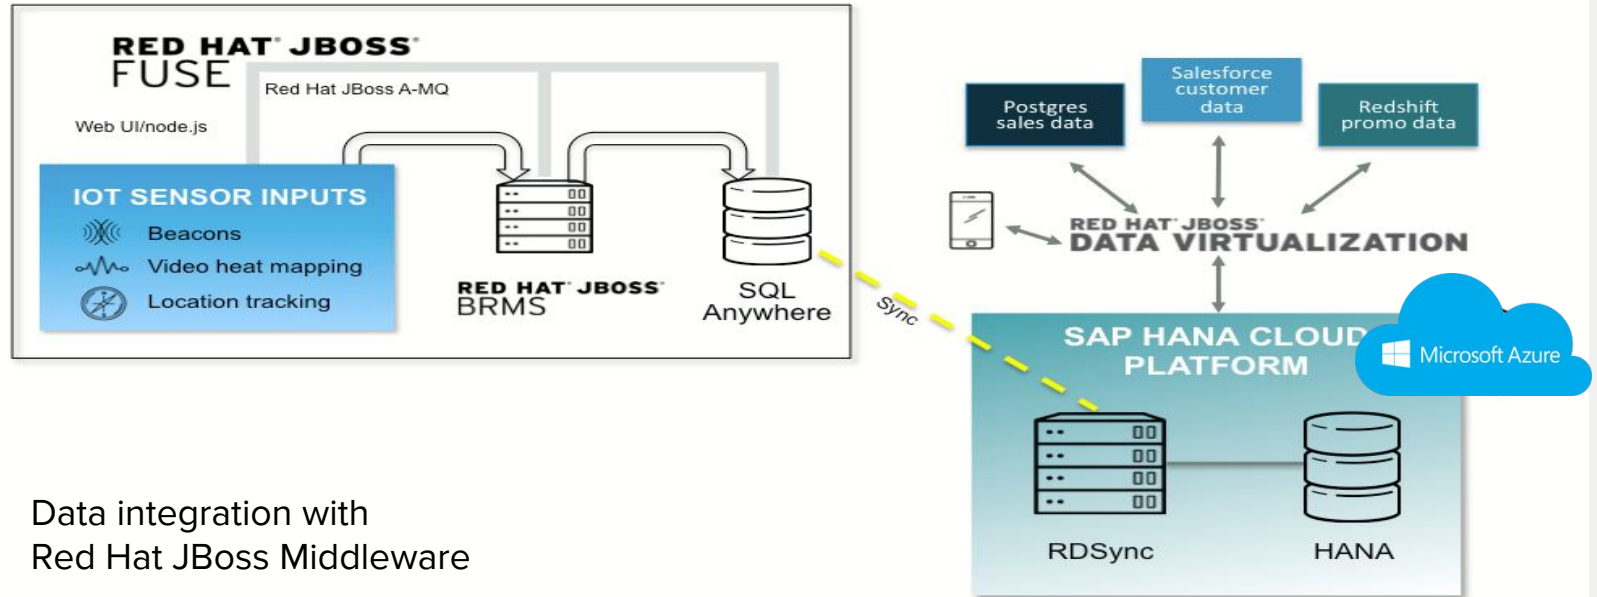 RED HAT® JBOSS®
FUSE
Red Hat JBoss A-MQ
Web UI/node.js
IOT SENSOR INPUTS
Beacons
Video heat mapping
Location tracking
RED HAT® JBOSS®
BRMS
SQL
Anywhere
Sync
Postgres
sales data
Salesforce
customer
data
Redshift
promo data
RED HAT® JBOSS®
DATA VIRTUALIZATION
SAP HANA CLOUD
PLATFORM
Microsoft Azure
RDSync
HANA
Data integration with
Red Hat JBoss Middleware